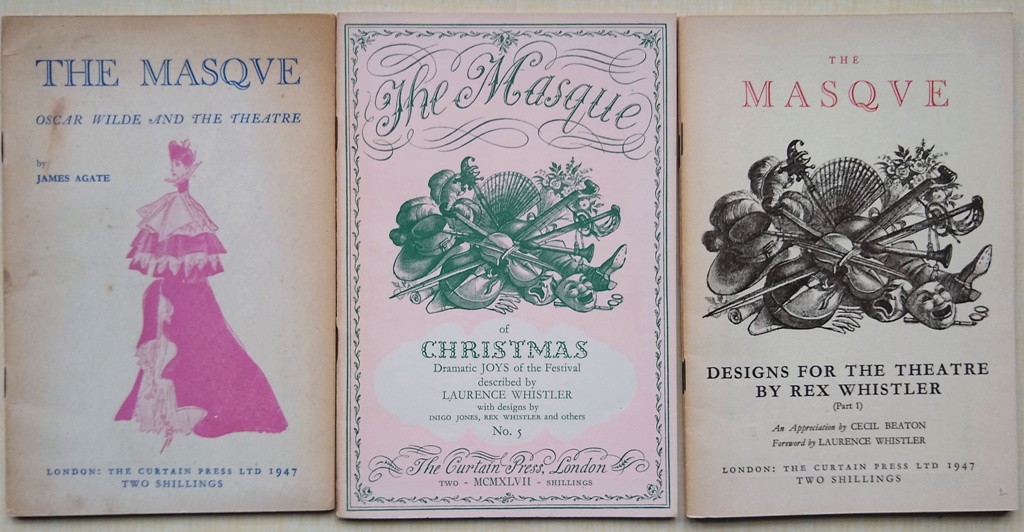 THE MASQVE
OSCAR WILDE AND THE THEATRE
by
JAMES AGATE
LONDON: THE CURTAIN PRESS LTD 1947
TWO SHILLINGS
The Masque
of
CHRISTMAS
Dramatic JOYS of the Festival
described by
LAURENCE WHISTLER
with designs by
INIGO JONES, REX WHISTLER and others
No. 5
The Curtain Press, London
TWO - MCMXLVII - SHILLINGS
THE
MASQVE
DESIGNS FOR THE THEATRE
BY REX WHISTLER
(Part 1)
An Appreciation by CECIL BEATON
Foreword by LAURENCE WHISTLER
LONDON: THE CURTAIN PRESS LTD 1947
TWO SHILLINGS